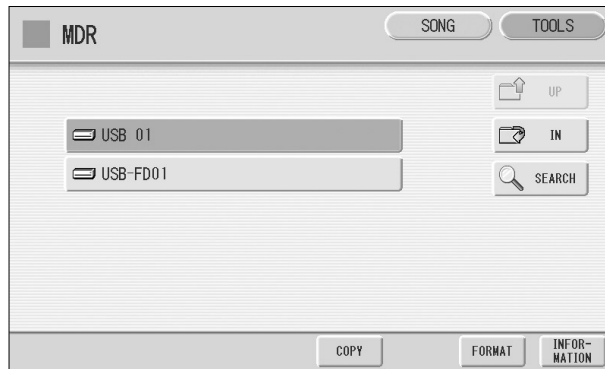 MDR
SONG
TOOLS
UP
USB 01
IN
USB-FD01
SEARCH
COPY
FORMAT
INFOR-
MATION